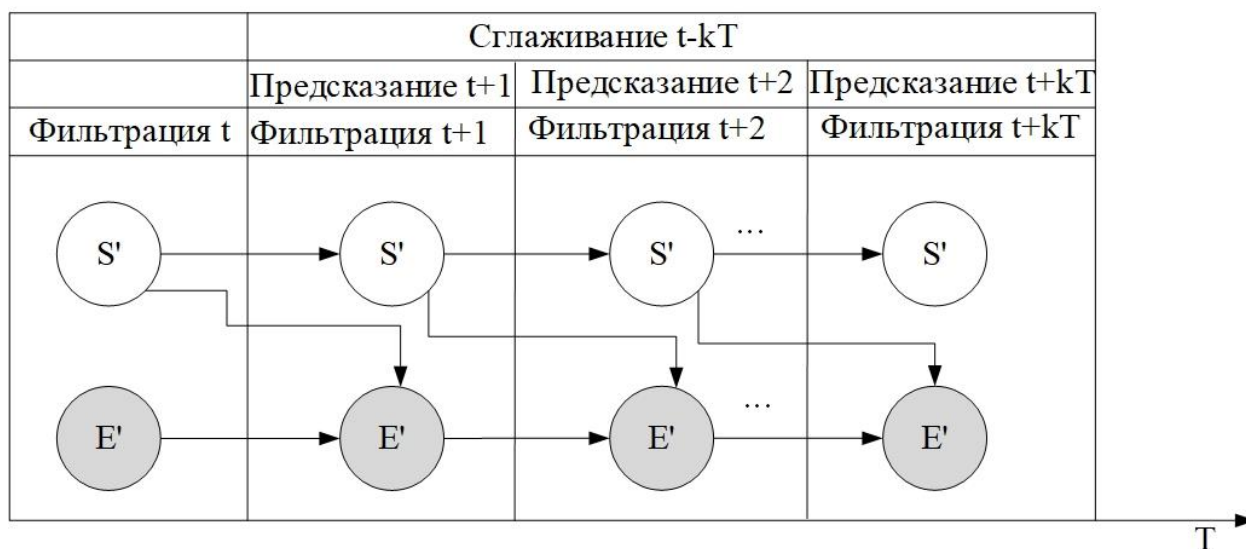 Сглаживание t-kT
Предсказание t+1 Предсказание t+2 Предсказание t+kT
Фильтрация t Фильтрация t+1 Фильтрация t+2 Фильтрация t+kT
S' S' S' ... S'
E' E' E' ... E'
T